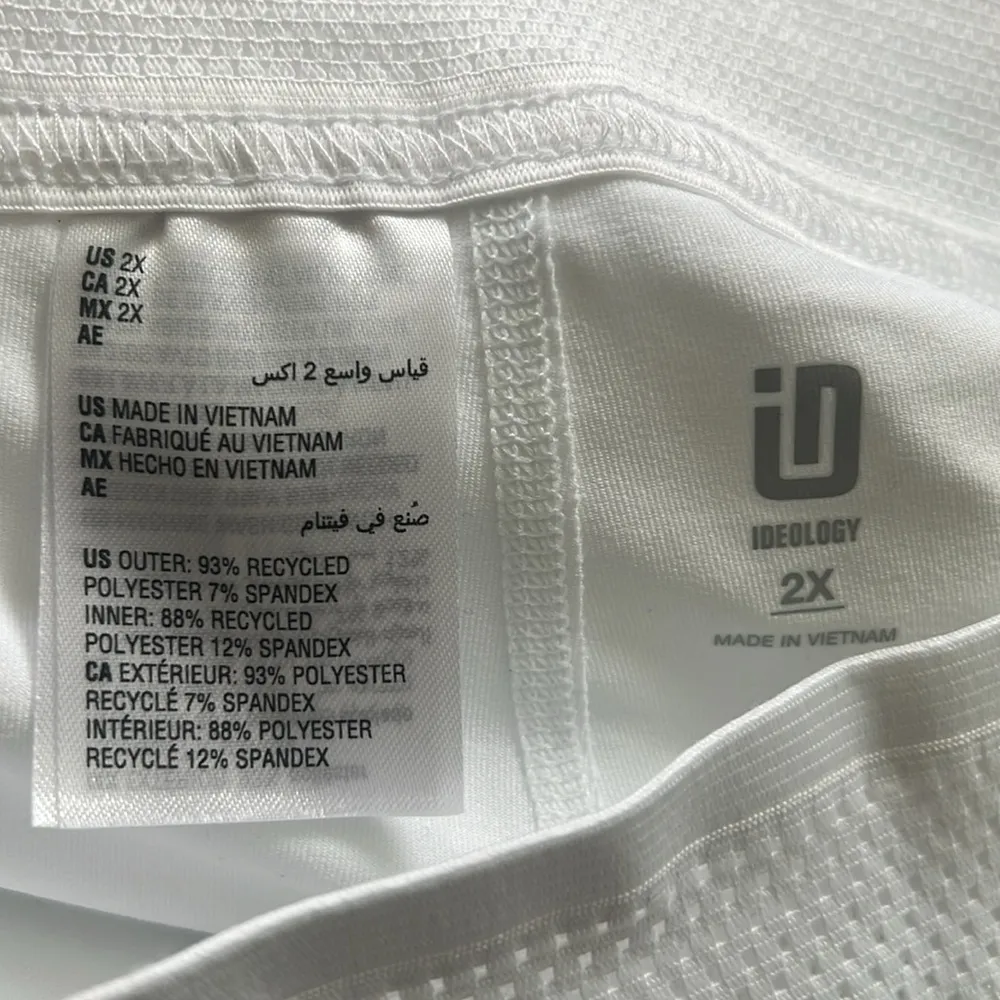 US 2X
CA 2X
MX 2X
AE
قياس واسع 2 اكس
US MADE IN VIETNAM
CA FABRIQUÉ AU VIETNAM
MX HECHO EN VIETNAM
AE
صُنع في فيتنام
US OUTER: 93% RECYCLED
POLYESTER 7% SPANDEX
INNER: 88% RECYCLED
POLYESTER 12% SPANDEX
CA EXTÉRIEUR: 93% POLYESTER
RECYCLÉ 7% SPANDEX
INTÉRIEUR: 88% POLYESTER
RECYCLÉ 12% SPANDEX
iD
IDEOLOGY
2X
MADE IN VIETNAM